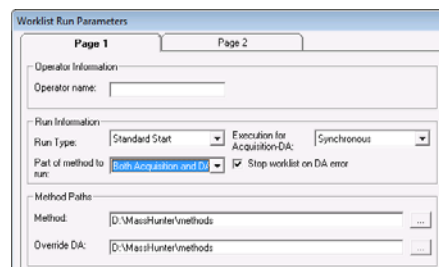 Worklist Run Parameters
Page 1 Page 2
Operator Information
Operator name:
Run Information
Run Type: Standard Start Execution for Acquisition-DA: Synchronous
Part of method to run: Both Acquisition and DA Stop worklist on DA error
Method Paths
Method: D:\MassHunter\methods ...
Override DA: D:\MassHunter\methods ...